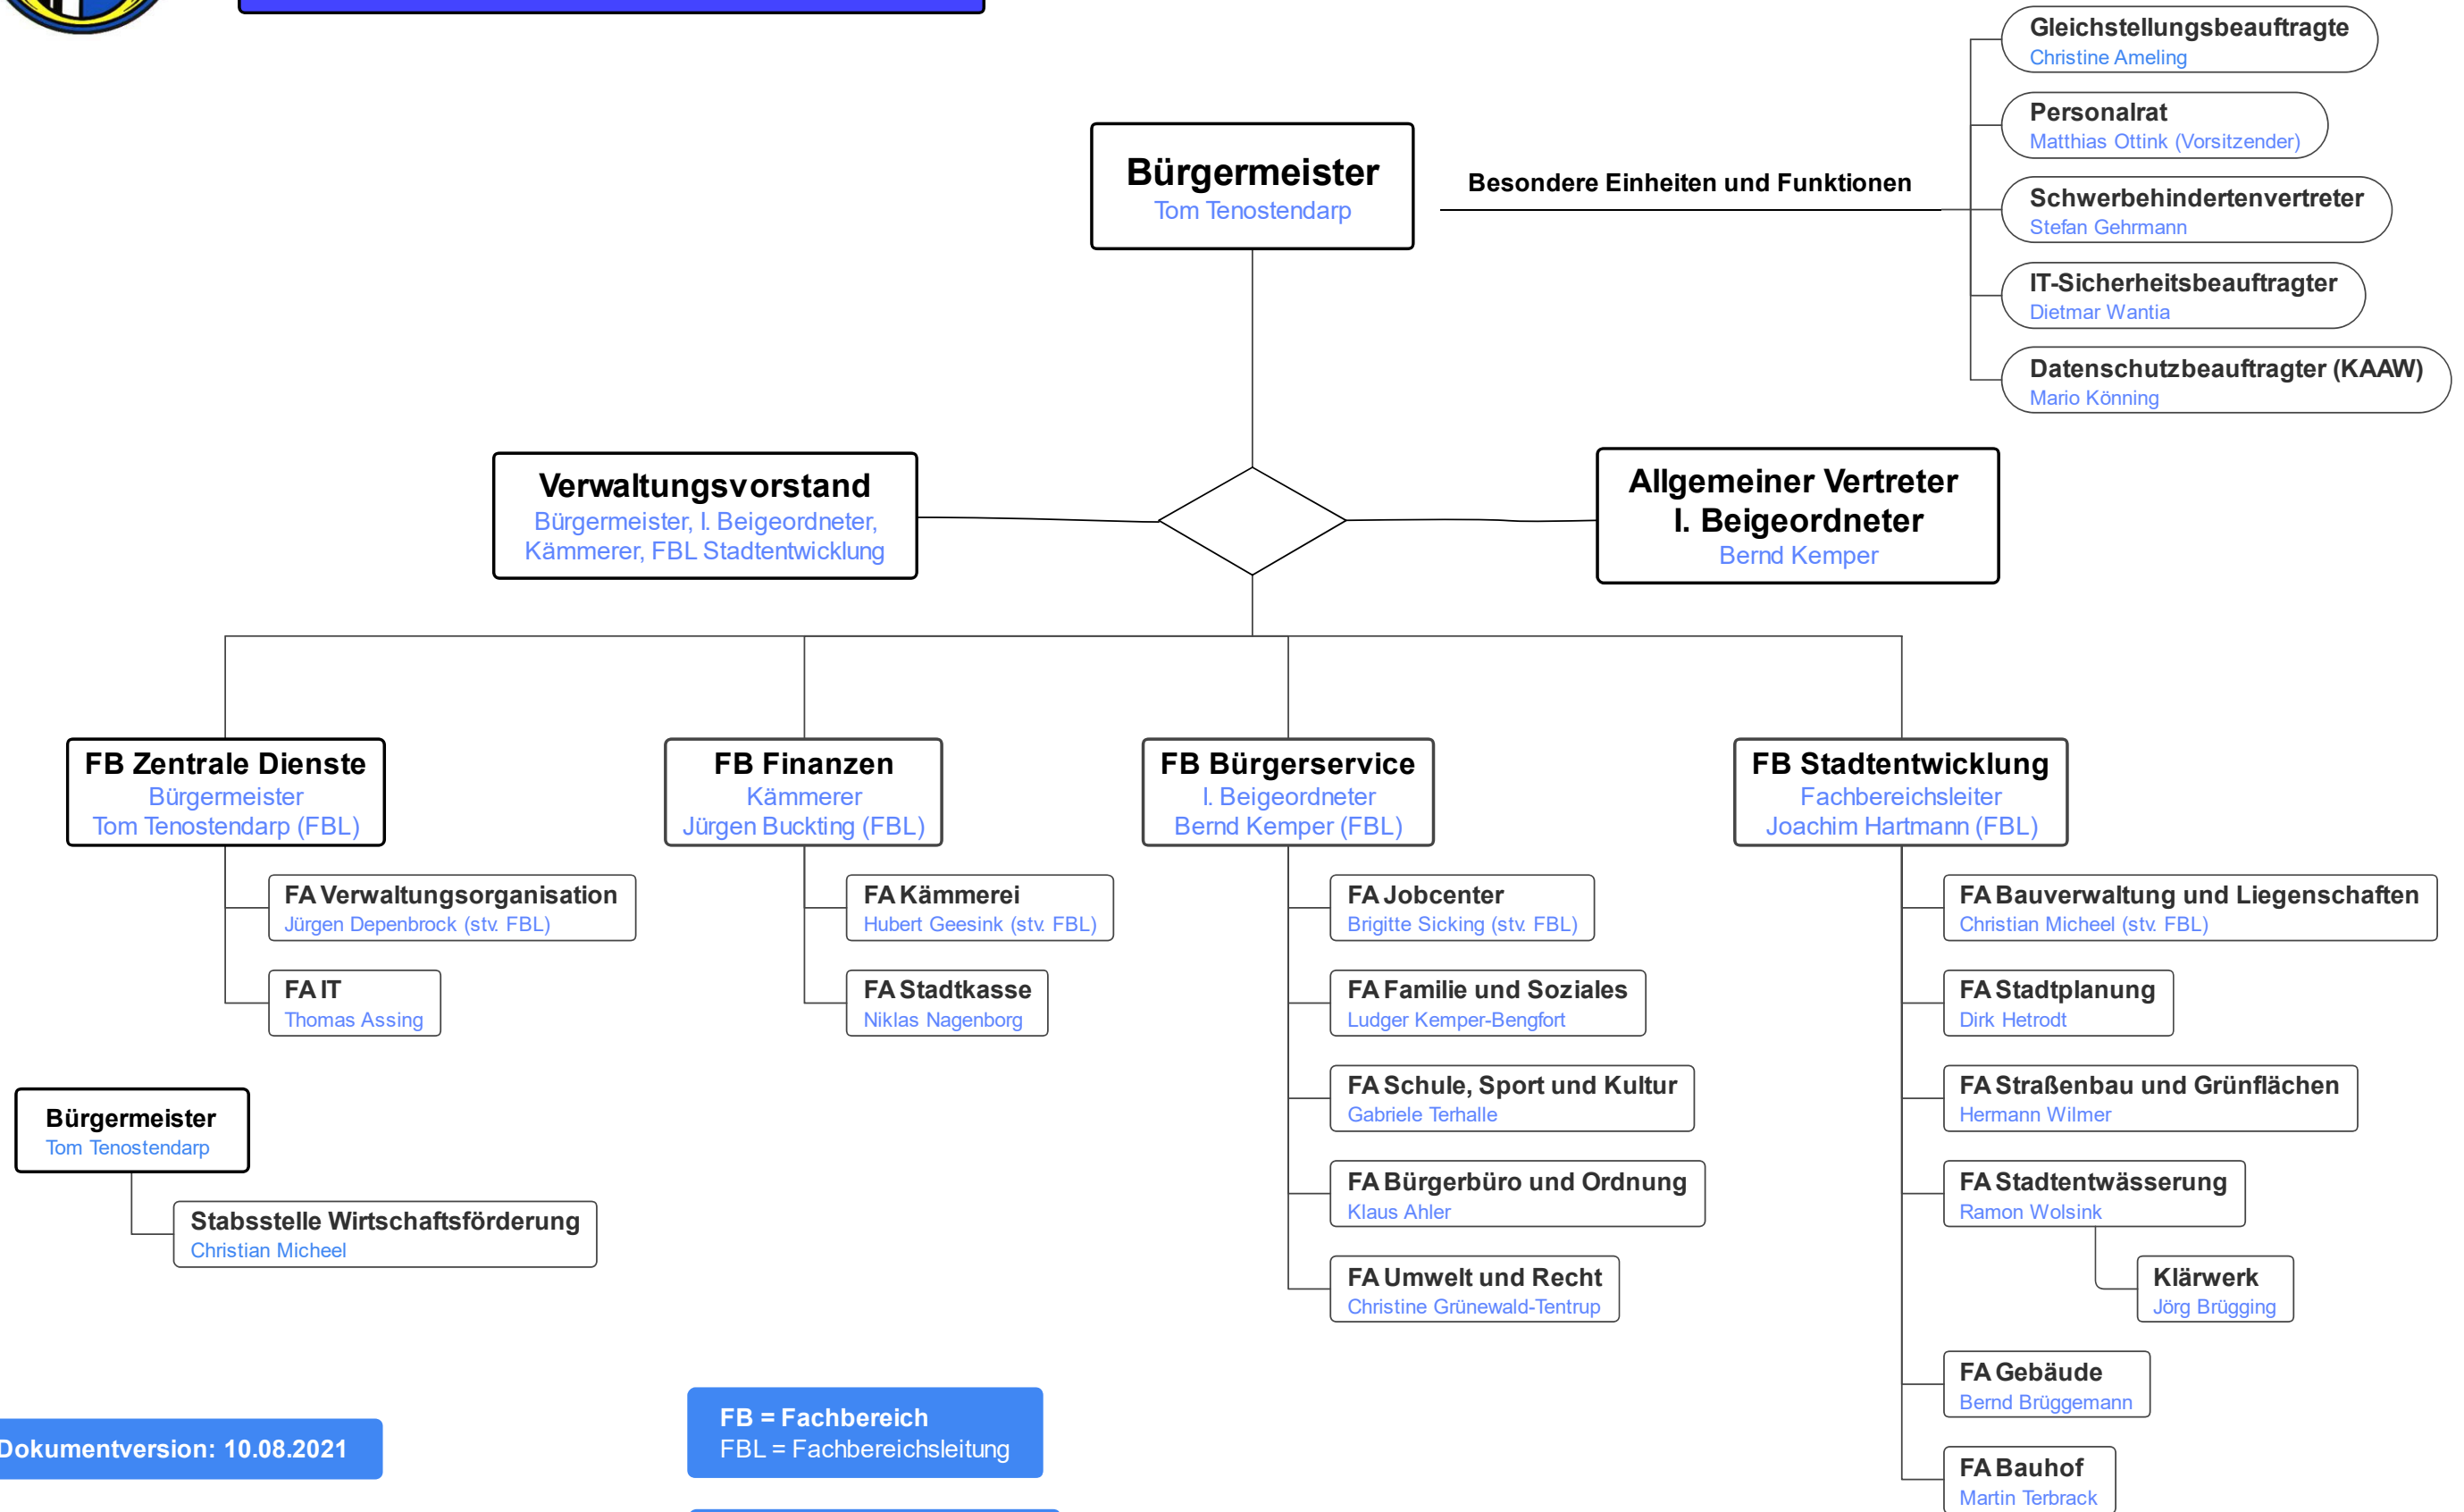 Gleichstellungsbeauftragte
Christine Ameling
Personalrat
Matthias Ottink (Vorsitzender)
Schwerbehindertenvertreter
Stefan Gehrmann
IT-Sicherheitsbeauftragter
Dietmar Wantia
Datenschutzbeauftragter (KAAW)
Mario Könning
Bürgermeister
Tom Tenostendarp
Besondere Einheiten und Funktionen
Verwaltungsvorstand
Bürgermeister, I. Beigeordneter,
Kämmerer, FBL Stadtentwicklung
Allgemeiner Vertreter
I. Beigeordneter
Bernd Kemper
FB Zentrale Dienste
Bürgermeister
Tom Tenostendarp (FBL)
FA Verwaltungsorganisation
Jürgen Depenbrock (stv. FBL)
FA IT
Thomas Assing
Bürgermeister
Tom Tenostendarp
Stabsstelle Wirtschaftsförderung
Christian Micheel
FB Finanzen
Kämmerer
Jürgen Buckting (FBL)
FA Kämmerei
Hubert Geesink (stv. FBL)
FA Stadtkasse
Niklas Nagenborg
FB Bürgerservice
I. Beigeordneter
Bernd Kemper (FBL)
FA Jobcenter
Brigitte Sicking (stv. FBL)
FA Familie und Soziales
Ludger Kemper-Bengfort
FA Schule, Sport und Kultur
Gabriele Terhalle
FA Bürgerbüro und Ordnung
Klaus Ahler
FA Umwelt und Recht
Christine Grünewald-Tentrup
FB Stadtentwicklung
Fachbereichsleiter
Joachim Hartmann (FBL)
FA Bauverwaltung und Liegenschaften
Christian Micheel (stv. FBL)
FA Stadtplanung
Dirk Hetrodt
FA Straßenbau und Grünflächen
Hermann Wilmer
FA Stadtentwässerung
Ramon Wolsink
Klärwerk
Jörg Brügging
FA Gebäude
Bernd Brüggemann
FA Bauhof
Martin Terbrack
Dokumentversion: 10.08.2021
FB = Fachbereich
FBL = Fachbereichsleitung